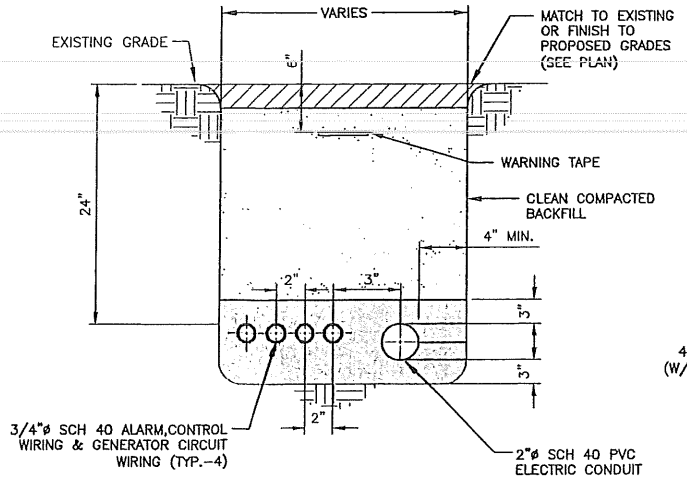 VARIES
MATCH TO EXISTING
OR FINISH TO
PROPOSED GRADES
(SEE PLAN)
EXISTING GRADE
6"
WARNING TAPE
24"
CLEAN COMPACTED
BACKFILL
4" MIN.
2"
3"
3"
3"
4
(W/
2"
3/4"ø SCH 40 ALARM,CONTROL
WIRING & GENERATOR CIRCUIT
WIRING (TYP.-4)
2"ø SCH 40 PVC
ELECTRIC CONDUIT